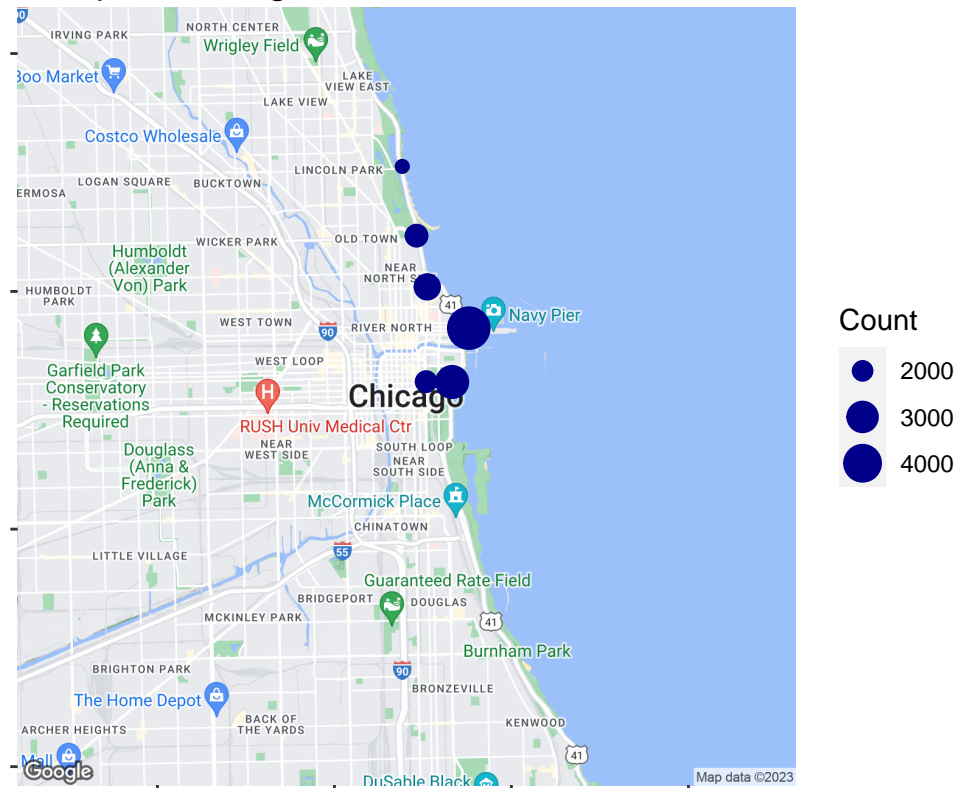 NORTH CENTER
IRVING PARK
Wrigley Field
LAKE
VIEW EAST
Boo Market
LAKE VIEW
Costco Wholesale
LINCOLN PARK
LOGAN SQUARE
BUCKTOWN
ERMOSA
WICKER PARK
OLD TOWN
Humboldt
(Alexander
Von) Park
NEAR
NORTH S
HUMBOLDT
PARK
41
Navy Pier
WEST TOWN
90
RIVER NORTH
WEST LOOP
Garfield Park
Conservatory
- Reservations
Required
H
Chicago
RUSH Univ Medical Ctr
NEAR
WEST SIDE
SOUTH LOOP
Douglass
(Anna &
Frederick)
Park
NEAR
SOUTH SIDE
McCormick Place
CHINATOWN
LITTLE VILLAGE
55
Guaranteed Rate Field
BRIDGEPORT
DOUGLAS
MCKINLEY PARK
41
Burnham Park
BRIGHTON PARK
90
The Home Depot
BRONZEVILLE
ARCHER HEIGHTS
BACK OF
THE YARDS
KENWOOD
41
Mall
Google
DuSable Black
Map data ©2023
Count
2000
3000
4000